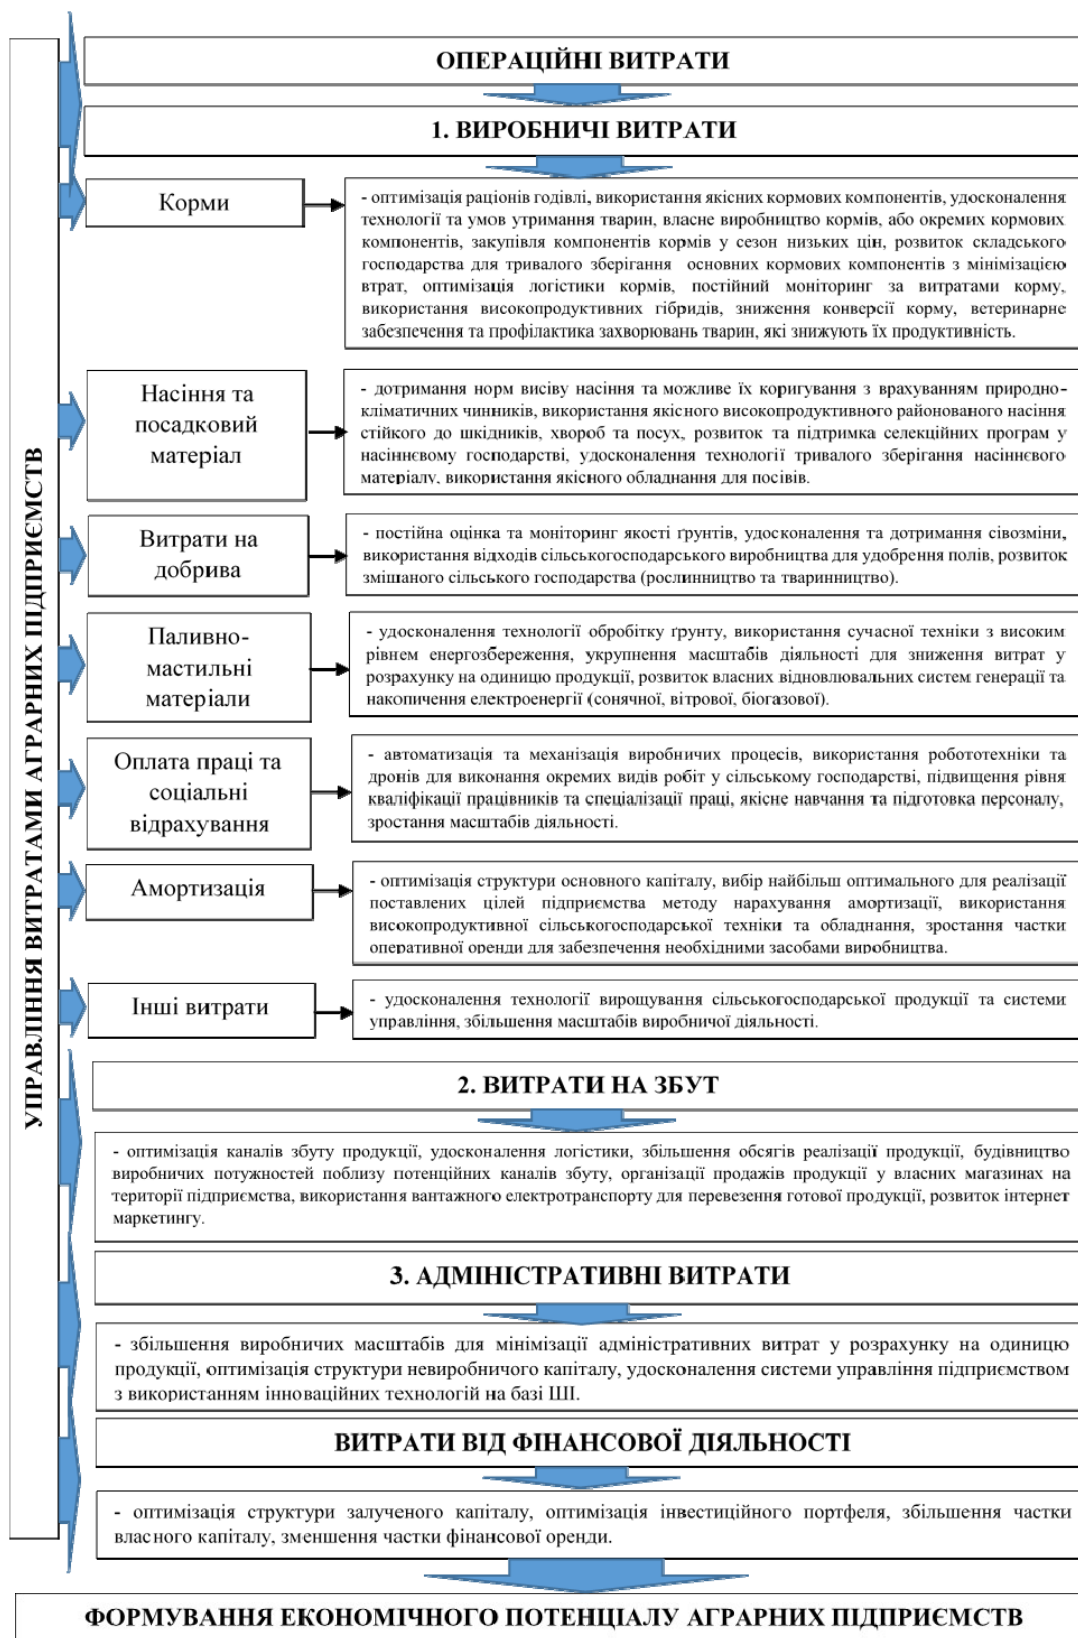 УПРАВЛІННЯ ВИТРАТАМИ АГРАРНИХ ПІДПРИЄМСТВ
ОПЕРАЦІЙНІ ВИТРАТИ
1. ВИРОБНИЧІ ВИТРАТИ
Корми
- оптимізація раціонів годівлі, використання якісних кормових компонентів, удосконалення
технології та умов утримання тварин, власне виробництво кормів, або окремих кормових
компонентів, закупівля компонентів кормів у сезон низьких цін, розвиток складського
господарства для тривалого зберігання основних кормових компонентів з мінімізацією
втрат, оптимізація логістики кормів, постійний моніторинг за витратами корму,
використання високопродуктивних гібридів, зниження конверсії корму, ветеринарне
забезпечення та профілактика захворювань тварин, які знижують їх продуктивність.
Насіння та
посадковий
матеріал
- дотримання норм висіву насіння та можливе їх коригування з врахуванням природно-
кліматичних чинників, використання якісного високопродуктивного районованого насіння
стійкого до шкідників, хвороб та посух, розвиток та підтримка селекційних програм у
насіннєвому господарстві, удосконалення технології тривалого зберігання насіннєвого
матеріалу, використання якісного обладнання для посівів.
Витрати на
добрива
- постійна оцінка та моніторинг якості ґрунтів, удосконалення та дотримання сівозміни,
використання відходів сільськогосподарського виробництва для удобрення полів, розвиток
змішаного сільського господарства (рослинництво та тваринництво).
Паливно-
мастильні
матеріали
- удосконалення технології обробітку ґрунту, використання сучасної техніки з високим
рівнем енергозбереження, укрупнення масштабів діяльності для зниження витрат у
розрахунку на одиницю продукції, розвиток власних відновлювальних систем генерації та
накопичення електроенергії (сонячної, вітрової, біогазової).
Оплата праці та
соціальні
відрахування
- автоматизація та механізація виробничих процесів, використання робототехніки та
дронів для виконання окремих видів робіт у сільському господарстві, підвищення рівня
кваліфікації працівників та спеціалізації праці, якісне навчання та підготовка персоналу,
зростання масштабів діяльності.
Амортизація
- оптимізація структури основного капіталу, вибір найбільш оптимального для реалізації
поставлених цілей підприємства методу нарахування амортизації, використання
високопродуктивної сільськогосподарської техніки та обладнання, зростання частки
оперативної оренди для забезпечення необхідними засобами виробництва.
Інші витрати
- удосконалення технології вирощування сільськогосподарської продукції та системи
управління, збільшення масштабів виробничої діяльності.
2. ВИТРАТИ НА ЗБУТ
- оптимізація каналів збуту продукції, удосконалення логістики, збільшення обсягів реалізації продукції, будівництво
виробничих потужностей поблизу потенційних каналів збуту, організації продажів продукції у власних магазинах на
території підприємства, використання вантажного електротранспорту для перевезення готової продукції, розвиток інтернет
маркетингу.
3. АДМІНІСТРАТИВНІ ВИТРАТИ
- збільшення виробничих масштабів для мінімізації адміністративних витрат у розрахунку на одиницю
продукції, оптимізація структури невиробничого капіталу, удосконалення системи управління підприємством
з використанням інноваційних технологій на базі ШІ.
ВИТРАТИ ВІД ФІНАНСОВОЇ ДІЯЛЬНОСТІ
- оптимізація структури залученого капіталу, оптимізація інвестиційного портфеля, збільшення частки
власного капіталу, зменшення частки фінансової оренди.
ФОРМУВАННЯ ЕКОНОМІЧНОГО ПОТЕНЦІАЛУ АГРАРНИХ ПІДПРИЄМСТВ